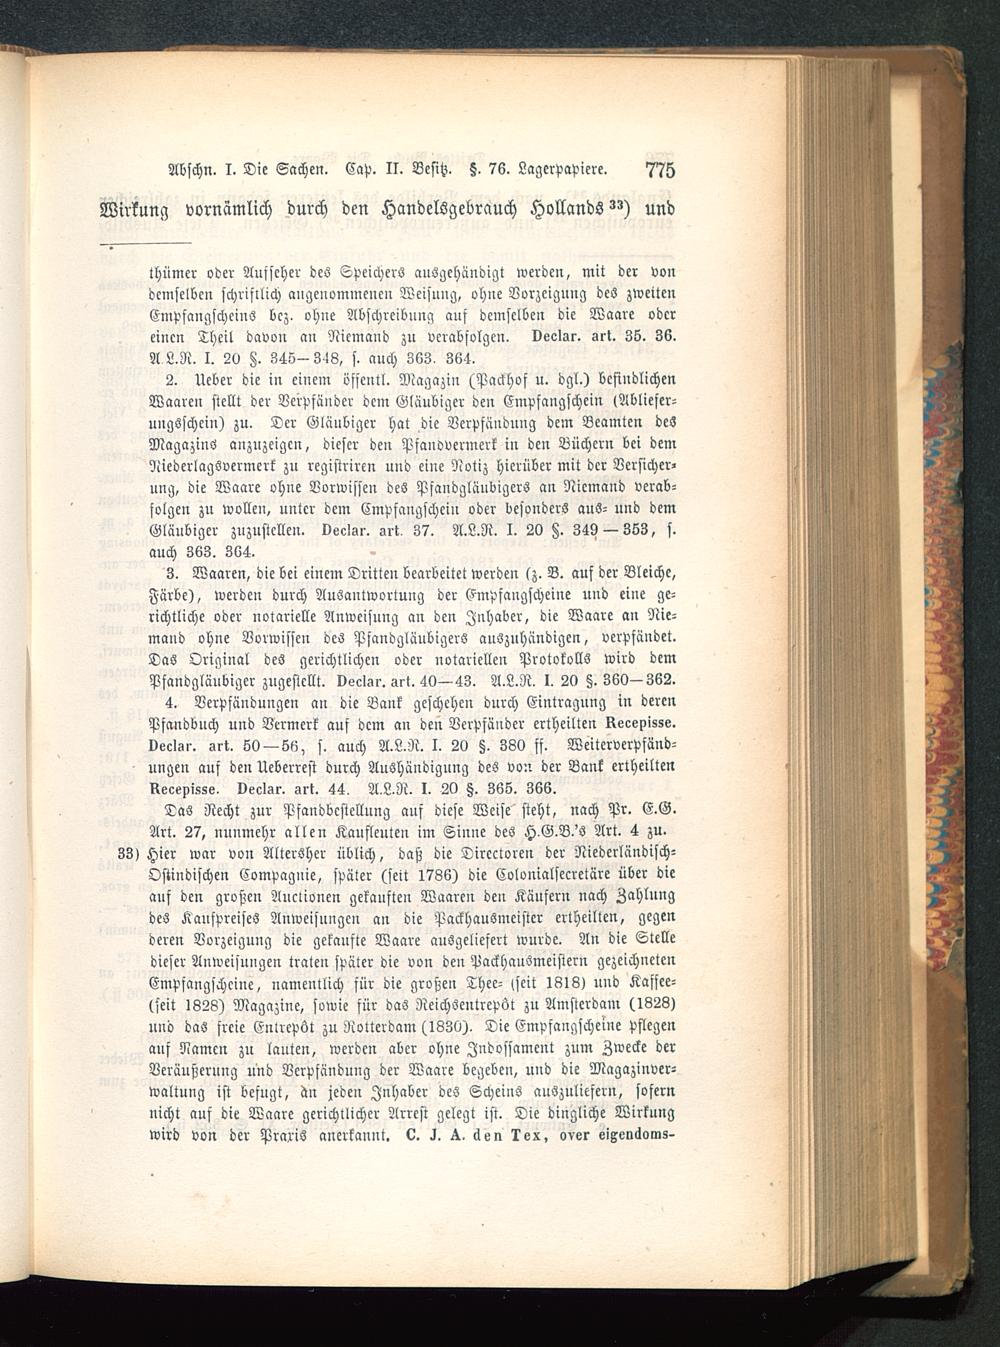 Abschn. I. Die Sachen. Cap. II. Besitz. §. 76. Lagerpapiere. 775
Wirkung vornämlich durch den Handelsgebrauch Hollands 33) und
thümer oder Aufseher des Speichers ausgehändigt werden, mit der von
demselben schriftlich angenommenen Weisung, ohne Vorzeigung des zweiten
Empfangscheins bez. ohne Abschreibung auf demselben die Waare oder
einen Theil davon an Niemand zu verabfolgen. Declar. art. 35. 36.
A.L.R. I. 20 §. 345—348, s. auch 363. 364.
2. Ueber die in einem öffentl. Magazin (Packhof u. dgl.) befindlichen
Waaren stellt der Verpfänder dem Gläubiger den Empfangschein (Abliefer-
ungsschein) zu. Der Gläubiger hat die Verpfändung dem Beamten des
Magazins anzuzeigen, dieser den Pfandvermerk in den Büchern bei dem
Niederlagsvermerk zu registriren und eine Notiz hierüber mit der Versicher-
ung, die Waare ohne Vorwissen des Pfandgläubigers an Niemand verab-
folgen zu wollen, unter dem Empfangschein oder besonders aus- und dem
Gläubiger zuzustellen. Declar. art. 37. A.L.R. I. 20 §. 349—353, s.
auch 363. 364.
3. Waaren, die bei einem Dritten bearbeitet werden (z. B. auf der Bleiche,
Färbe), werden durch Ausantwortung der Empfangscheine und eine ge-
richtliche oder notarielle Anweisung an den Inhaber, die Waare an Nie-
mand ohne Vorwissen des Pfandgläubigers auszuhändigen, verpfändet.
Das Original des gerichtlichen oder notariellen Protokolls wird dem
Pfandgläubiger zugestellt. Declar. art. 40—43. A.L.R. I. 20 §. 360—362.
4. Verpfändungen an die Bank geschehen durch Eintragung in deren
Pfandbuch und Vermerk auf dem an den Verpfänder ertheilten Recepisse.
Declar. art. 50—56, s. auch A.L.R. I. 20 §. 380 ff. Weiterverpfänd-
ungen auf den Ueberrest durch Aushändigung des von der Bank ertheilten
Recepisse. Declar. art. 44. A.L.R. I. 20 §. 365. 366.
Das Recht zur Pfandbestellung auf diese Weise steht, nach Pr. E.G.
Art. 27, nunmehr allen Kaufleuten im Sinne des H.G.B.'s Art. 4 zu.
33) Hier war von Altersher üblich, daß die Directoren der Niederländisch-
Ostindischen Compagnie, später (seit 1786) die Colonialsecretäre über die
auf den großen Auctionen gekauften Waaren den Käufern nach Zahlung
des Kaufpreises Anweisungen an die Packhausmeister ertheilten, gegen
deren Vorzeigung die gekaufte Waare ausgeliefert wurde. An die Stelle
dieser Anweisungen traten später die von den Packhausmeistern gezeichneten
Empfangscheine, namentlich für die großen Thee- (seit 1818) und Kaffee-
(seit 1828) Magazine, sowie für das Reichsentrepôt zu Amsterdam (1828)
und das freie Entrepôt zu Rotterdam (1830). Die Empfangscheine pflegen
auf Namen zu lauten, werden aber ohne Indossament zum Zwecke der
Veräußerung und Verpfändung der Waare begeben, und die Magazinver-
waltung ist befugt, an jeden Inhaber des Scheins auszuliefern, sofern
nicht auf die Waare gerichtlicher Arrest gelegt ist. Die dingliche Wirkung
wird von der Praxis anerkannt. C. J. A. den Tex, over eigendoms-